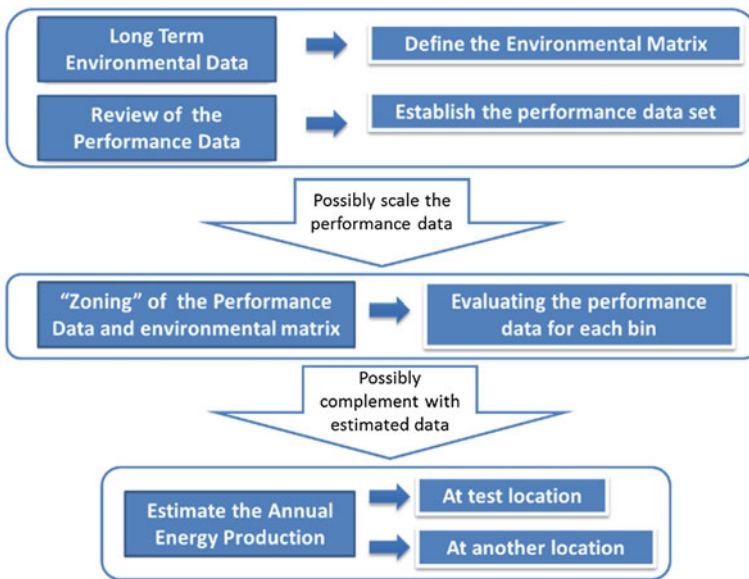 Long Term
Environmental Data
Define the Environmental Matrix
Review of the
Performance Data
Establish the performance data set
Possibly scale the
performance data
“Zoning” of the Performance
Data and environmental matrix
Evaluating the performance
data for each bin
Possibly
complement with
estimated data
Estimate the Annual
Energy Production
At test location
At another location